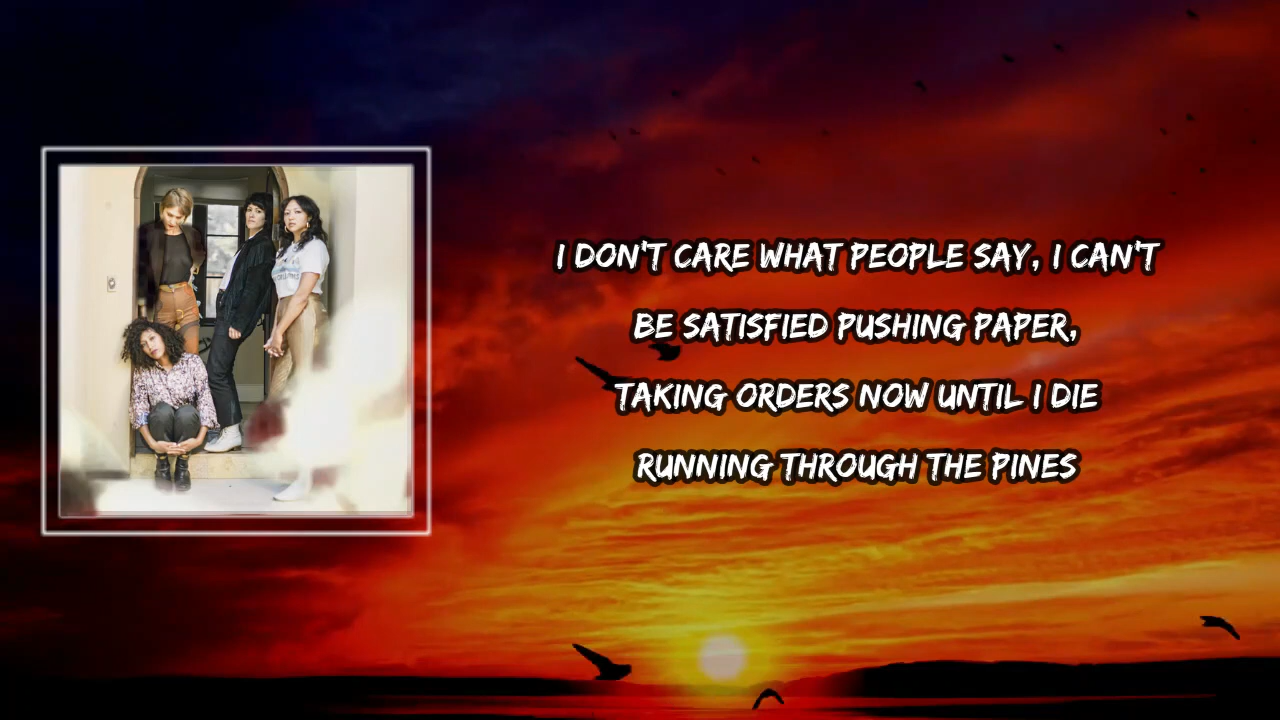 I DON'T CARE WHAT PEOPLE SAY, I CAN'T
BE SATISFIED PUSHING PAPER,
TAKING ORDERS NOW UNTIL I DIE
RUNNING THROUGH THE PINES